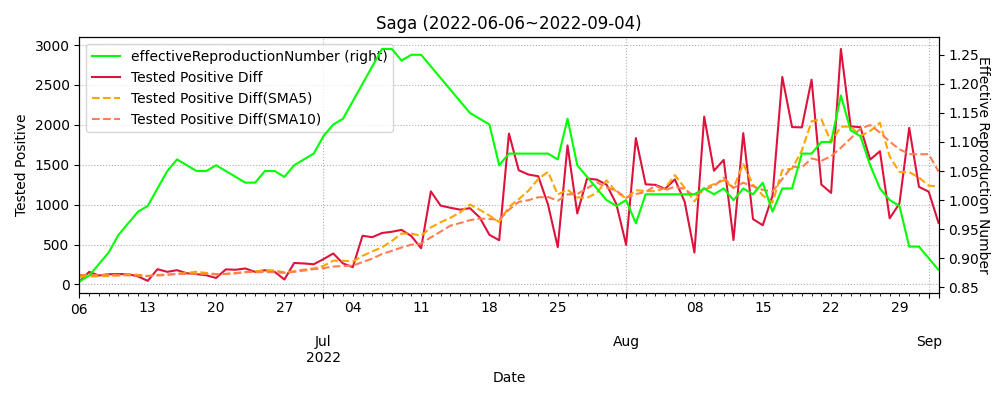 Saga (2022-06-06~2022-09-04)
effectiveReproductionNumber (right)
Tested Positive Diff
Tested Positive Diff(SMA5)
Tested Positive Diff(SMA10)
Tested Positive
3000
2500
2000
1500
1000
500
0
Effective Reproduction Number
1.25
1.20
1.15
1.10
1.05
1.00
0.95
0.90
0.85
06 13 20 27 04 11 18 25 08 15 22 29
Jul Aug Sep
2022
Date